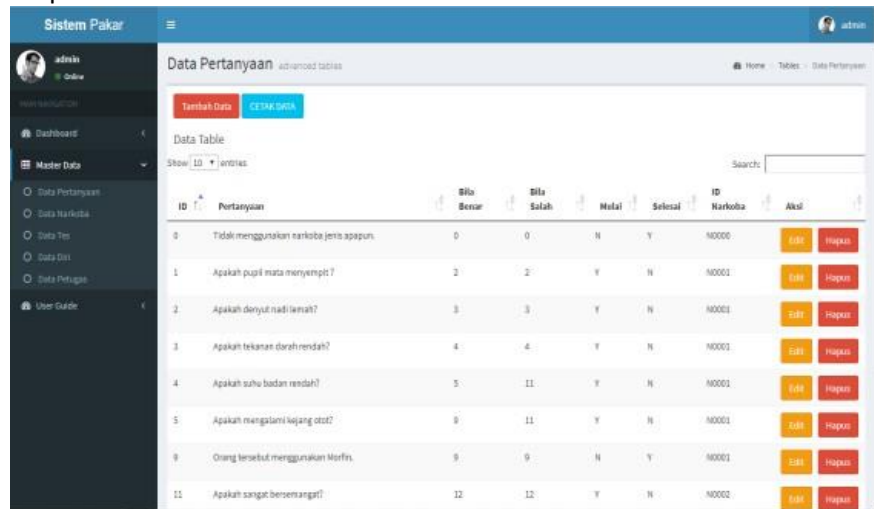 Sistem Pakar
admin
admin
Online
MAIN NAVIGATION
Dashboard
Master Data
Data Pertanyaan
Data Narkoba
Data Tes
Data Diri
Data Petugas
User Guide
Data Pertanyaan advanced tables
Home Tables Data Pertanyaan
Tambah Data CETAK DATA
Data Table
Show 10 entries Search:
ID Pertanyaan Bila Benar Bila Salah Mulai Selesai ID Narkoba Aksi
0 Tidak menggunakan narkoba jenis apapun. 0 0 N Y N0000 Edit Hapus
1 Apakah pupil mata menyempit ? 2 2 Y N N0001 Edit Hapus
2 Apakah denyut nadi lemah? 3 3 Y N N0001 Edit Hapus
3 Apakah tekanan darah rendah? 4 4 Y N N0001 Edit Hapus
4 Apakah suhu badan rendah? 5 11 Y N N0001 Edit Hapus
5 Apakah mengalami kejang otot? 9 11 Y N N0001 Edit Hapus
9 Orang tersebut menggunakan Morfin. 9 9 N Y N0001 Edit Hapus
11 Apakah sangat bersemangat? 12 12 Y N N0002 Edit Hapus